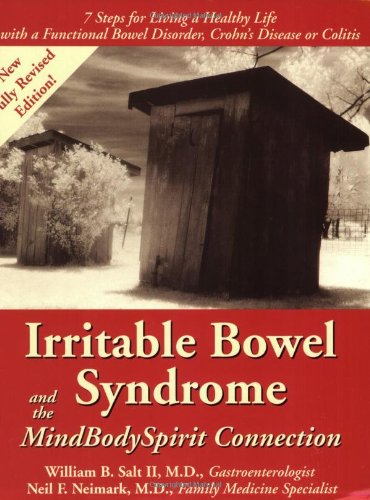 7 Steps for Living a Healthy Life
with a Functional Bowel Disorder, Crohn's Disease or Colitis
New
Fully Revised
Edition!
Irritable Bowel
and the Syndrome
MindBodySpirit Connection
William B. Salt II, M.D., Gastroenterologist
Neil F. Neimark, M.D., Family Medicine Specialist